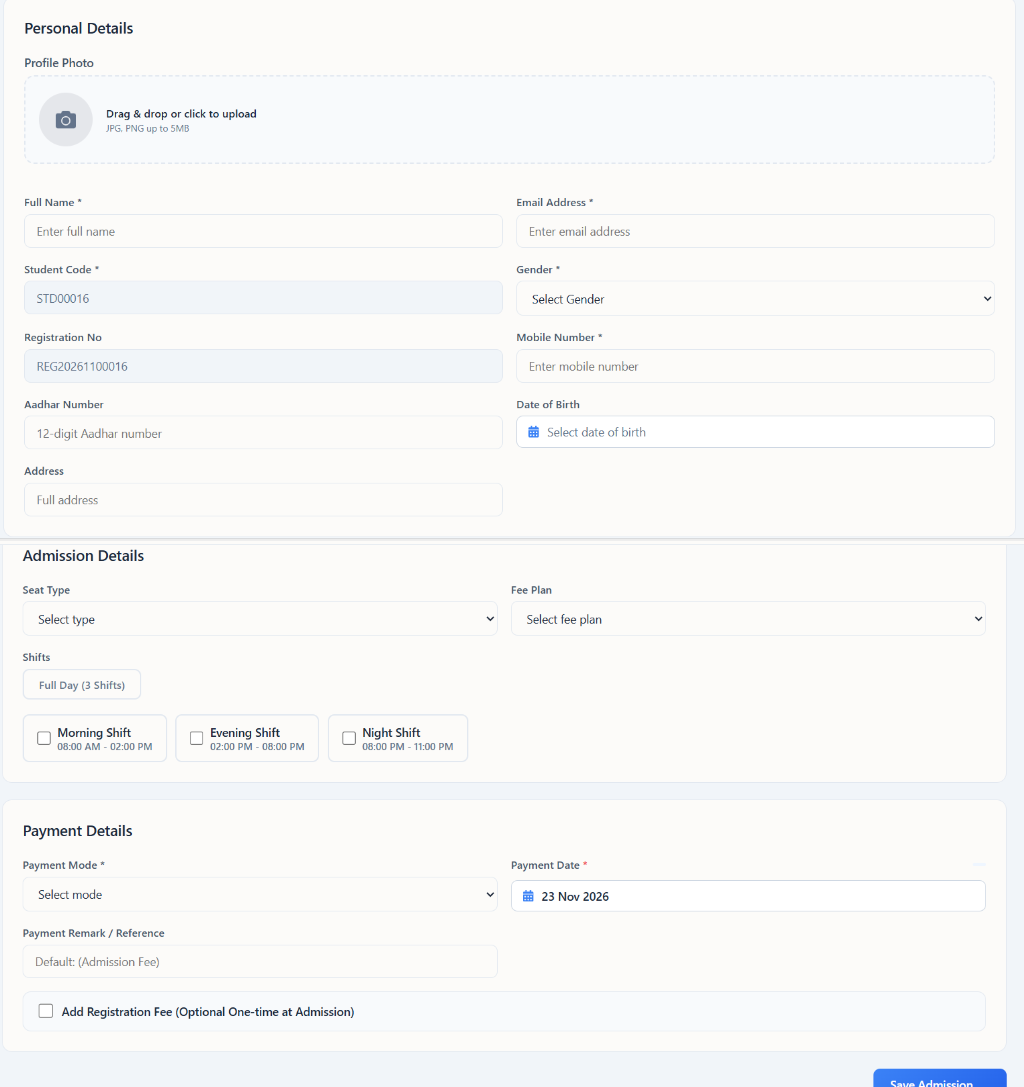 Personal Details
Profile Photo
Drag & drop or click to upload
JPG, PNG up to 5MB
Full Name *
Email Address *
Enter full name
Enter email address
Student Code *
Gender *
STD00016
Select Gender
Registration No
Mobile Number *
REG20261100016
Enter mobile number
Aadhar Number
Date of Birth
12-digit Aadhar number
Select date of birth
Address
Full address
Admission Details
Seat Type
Fee Plan
Select type
Select fee plan
Shifts
Full Day (3 Shifts)
Morning Shift
08:00 AM - 02:00 PM
Evening Shift
02:00 PM - 08:00 PM
Night Shift
08:00 PM - 11:00 PM
Payment Details
Payment Mode *
Payment Date *
Select mode
23 Nov 2026
Payment Remark / Reference
Default: (Admission Fee)
Add Registration Fee (Optional One-time at Admission)
Save Admission